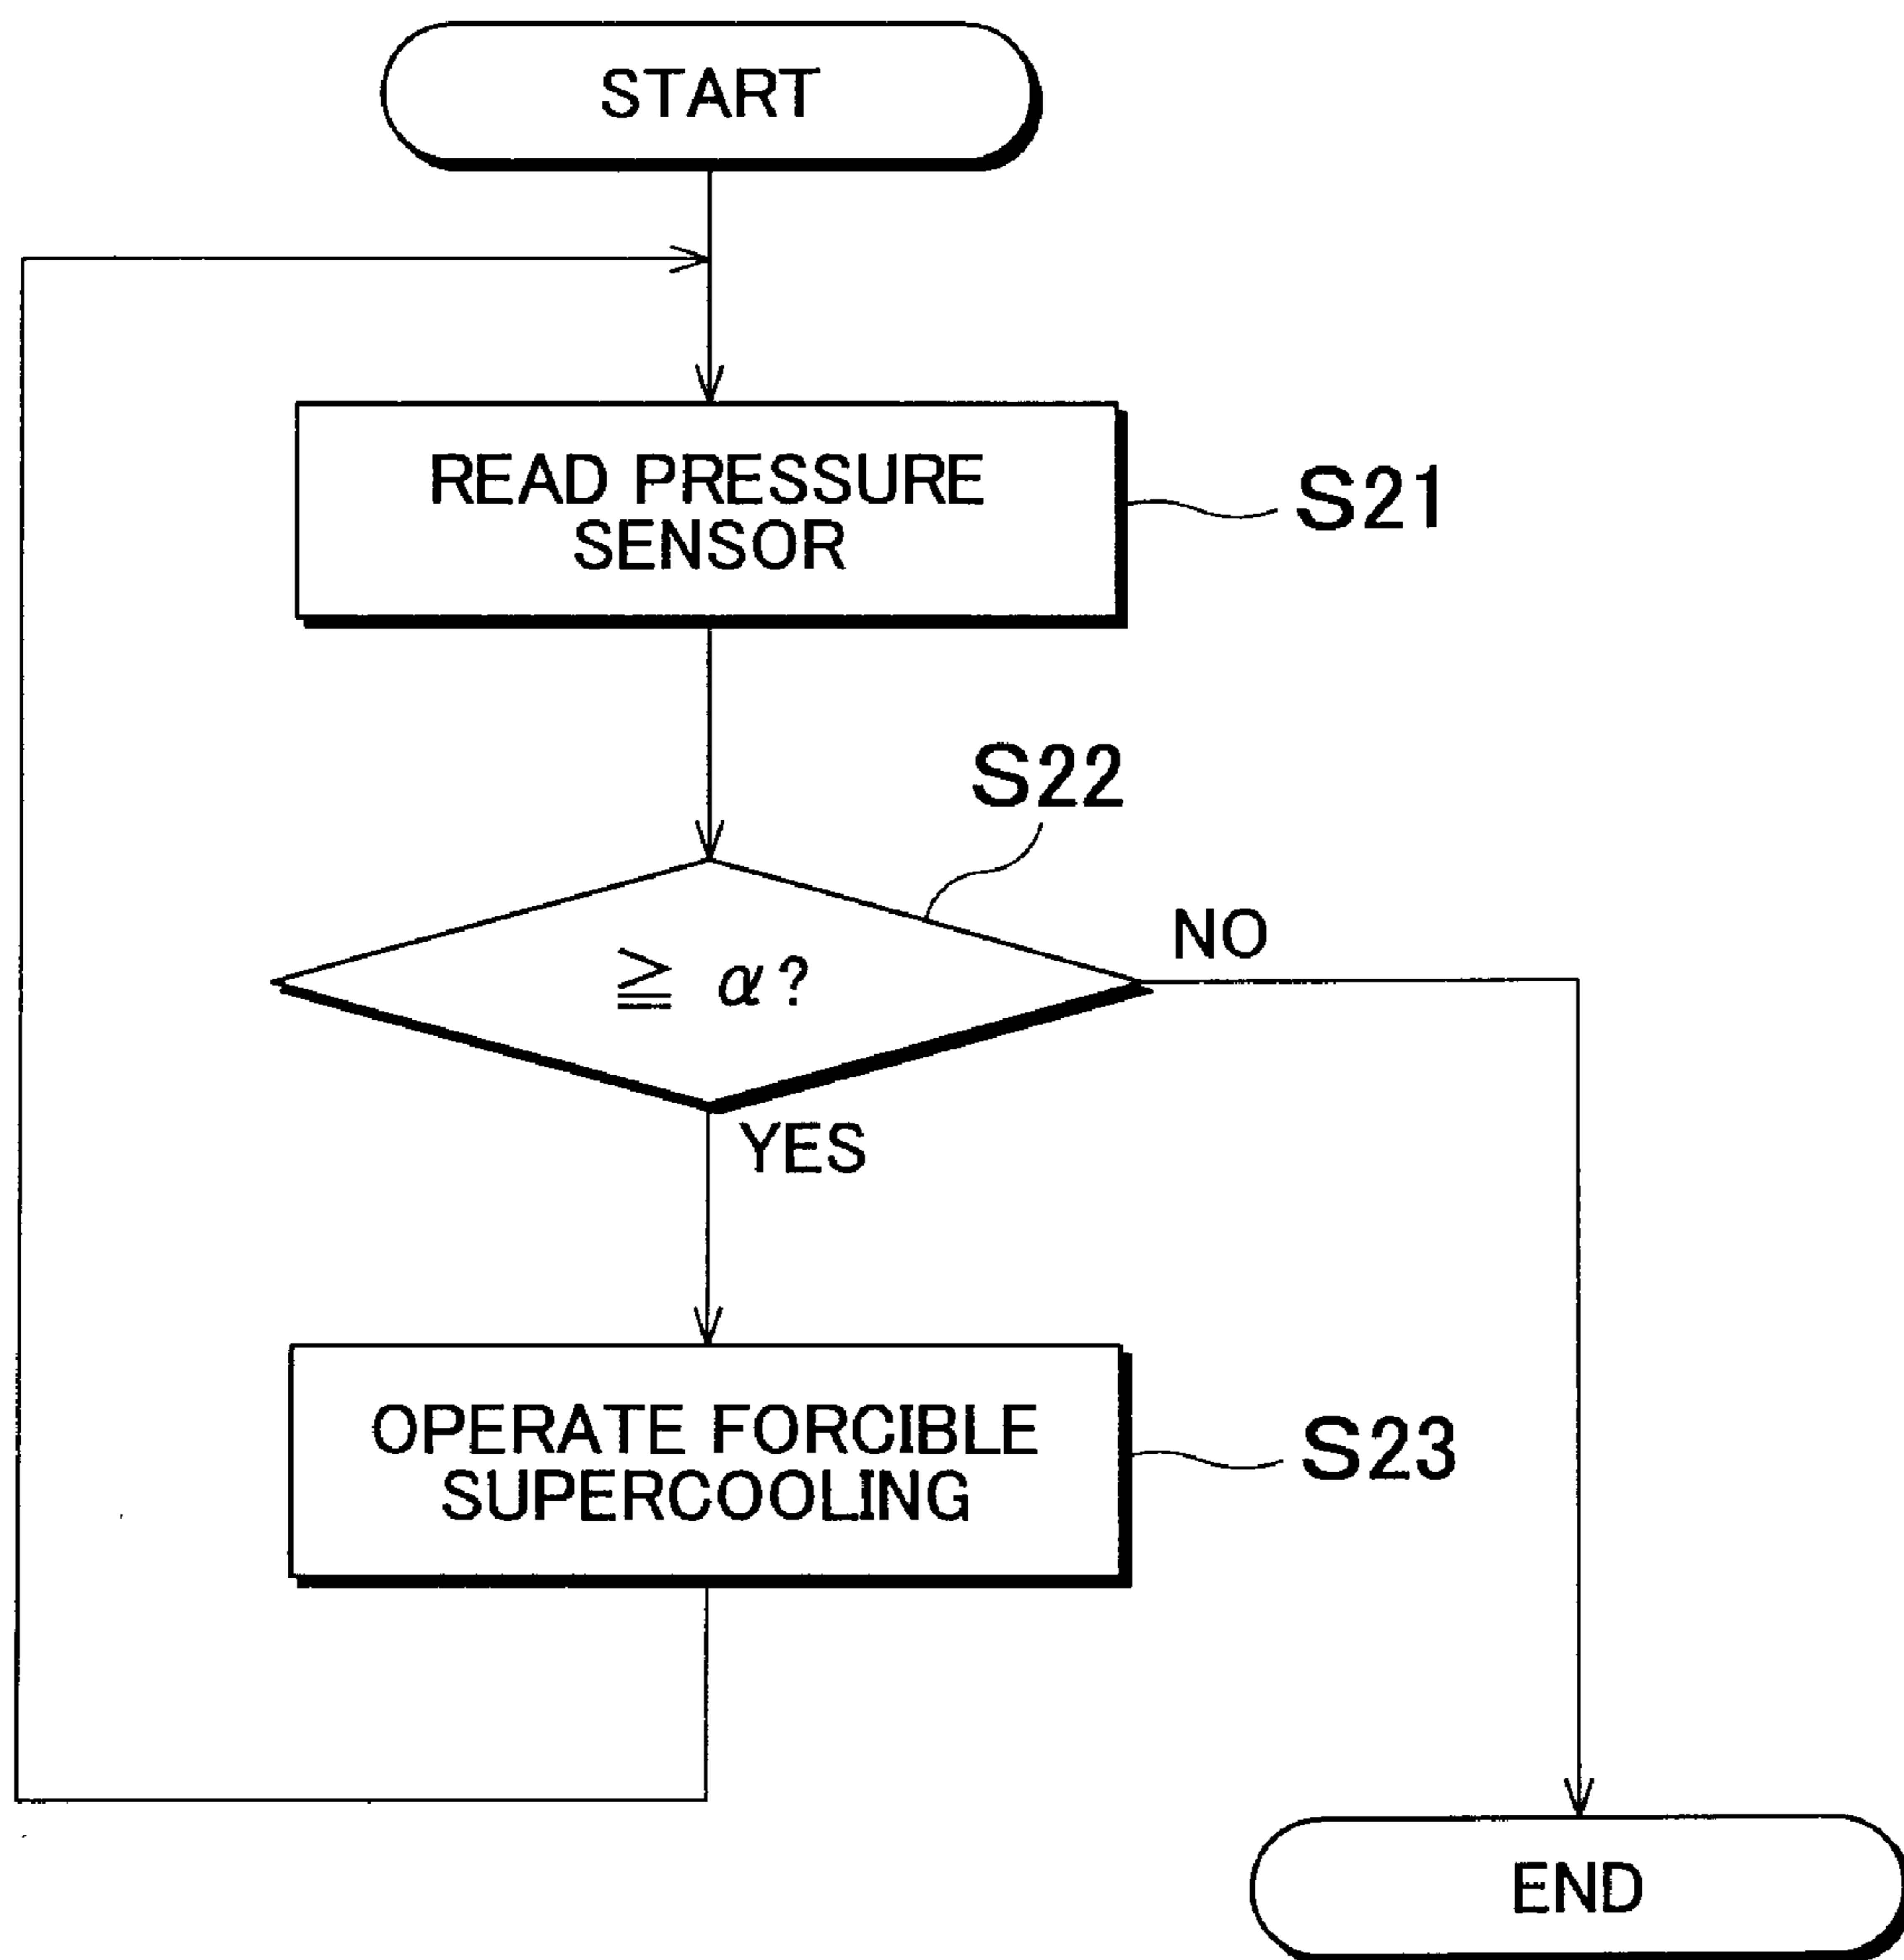 START
READ PRESSURE
SENSOR
S21
S22
≧ α?
NO
YES
OPERATE FORCIBLE
SUPERCOOLING
S23
END